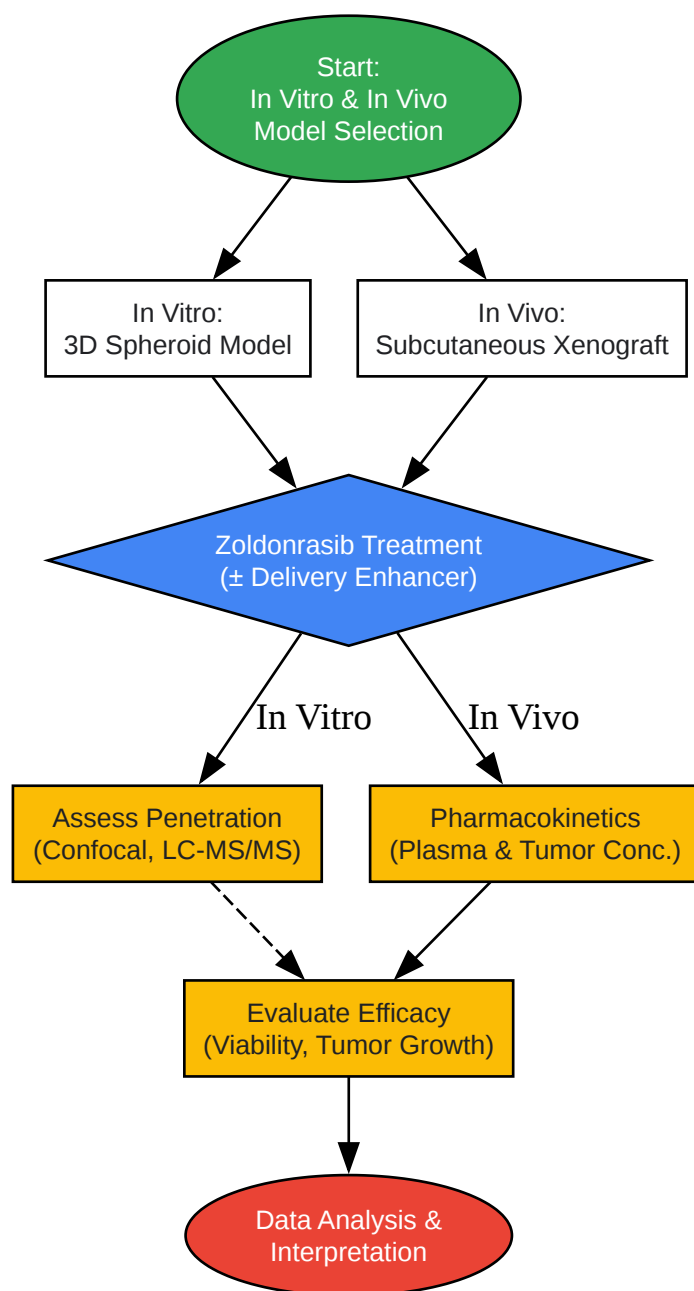 Start:
In Vitro & In Vivo
Model Selection
In Vitro:
3D Spheroid Model
In Vivo:
Subcutaneous Xenograft
Zoldonrasib Treatment
(± Delivery Enhancer)
In Vitro
In Vivo
Assess Penetration
(Confocal, LC-MS/MS)
Pharmacokinetics
(Plasma & Tumor Conc.)
Evaluate Efficacy
(Viability, Tumor Growth)
Data Analysis &
Interpretation